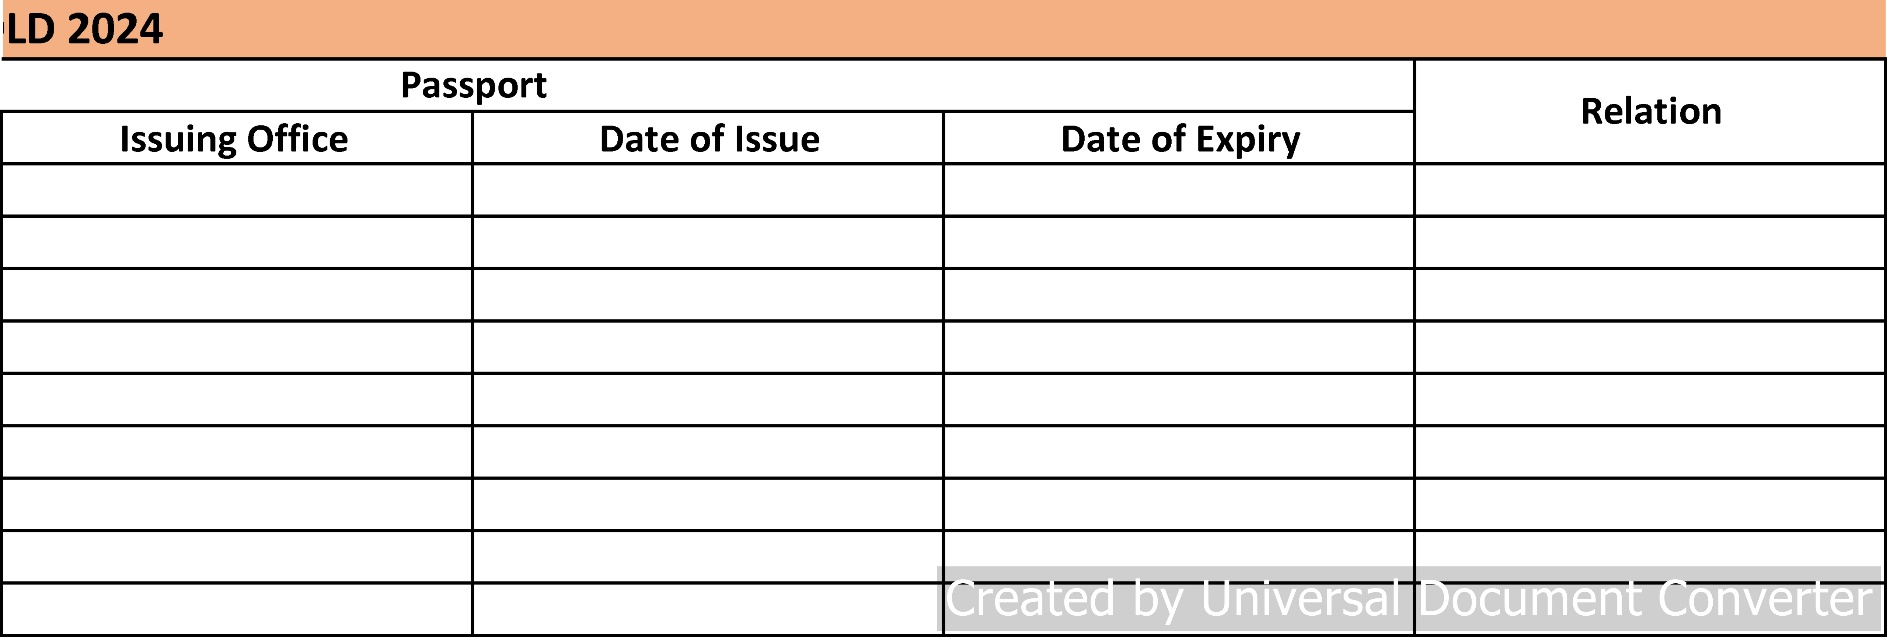 LD 2024
Passport
Relation
Issuing Office
Date of Issue
Date of Expiry
Created by Universal Document Converter